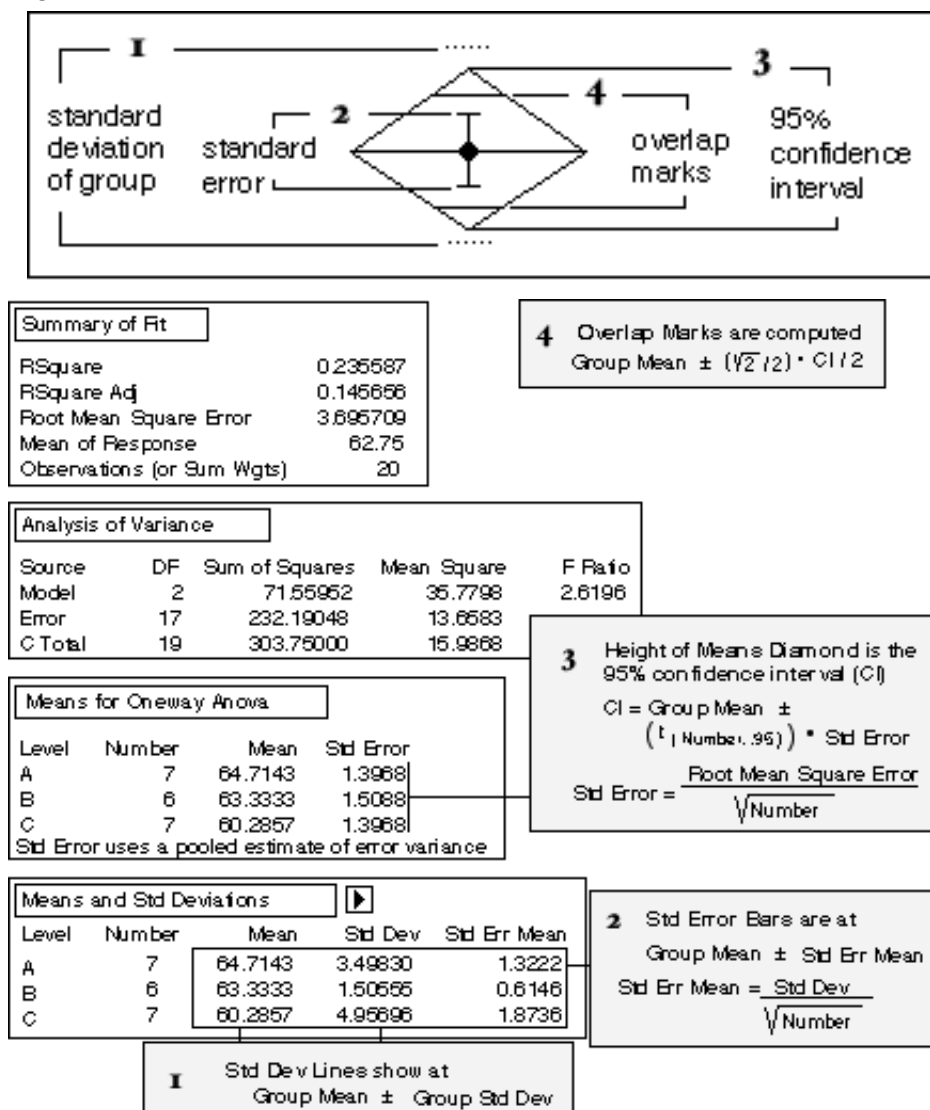 1
3
4
2
standard
deviation
of group
standard
error
overlap
marks
95%
confidence
interval
Summary of Fit
RSquare 0.235587
RSquare Adj 0.145656
Root Mean Square Error 3.695709
Mean of Response 62.75
Observations (or Sum Wgts) 20
4 Overlap Marks are computed
Group Mean ± (√2/2) * CI/2
Analysis of Variance
Source DF Sum of Squares Mean Square F Ratio
Model 2 71.55952 35.7798 2.6196
Error 17 232.19048 13.6583
C Total 19 303.75000 15.9868
3 Height of Means Diamond is the
95% confidence interval (CI)
CI = Group Mean ±
(t (Number, .95)) * Std Error
Std Error = Root Mean Square Error
√Number
Means for Oneway Anova
Level Number Mean Std Error
A 7 64.7143 1.3968
B 6 63.3333 1.5088
C 7 60.2857 1.3968
Std Error uses a pooled estimate of error variance
Means and Std Deviations
Level Number Mean Std Dev Std Err Mean
A 7 64.7143 3.49830 1.3222
B 6 63.3333 1.50555 0.6146
C 7 60.2857 4.95696 1.8736
2 Std Error Bars are at
Group Mean ± Std Err Mean
Std Err Mean = Std Dev
√Number
1 Std Dev Lines show at
Group Mean ± Group Std Dev